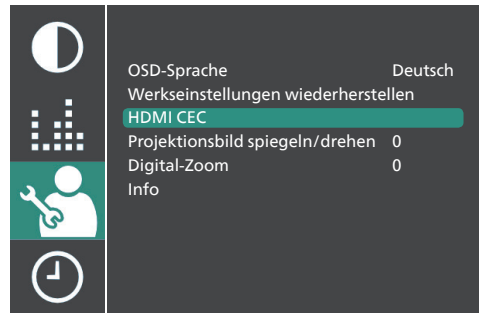 OSD-Sprache Deutsch
Werkseinstellungen wiederherstellen
HDMI CEC
Projektionsbild spiegeln/drehen 0
Digital-Zoom 0
Info